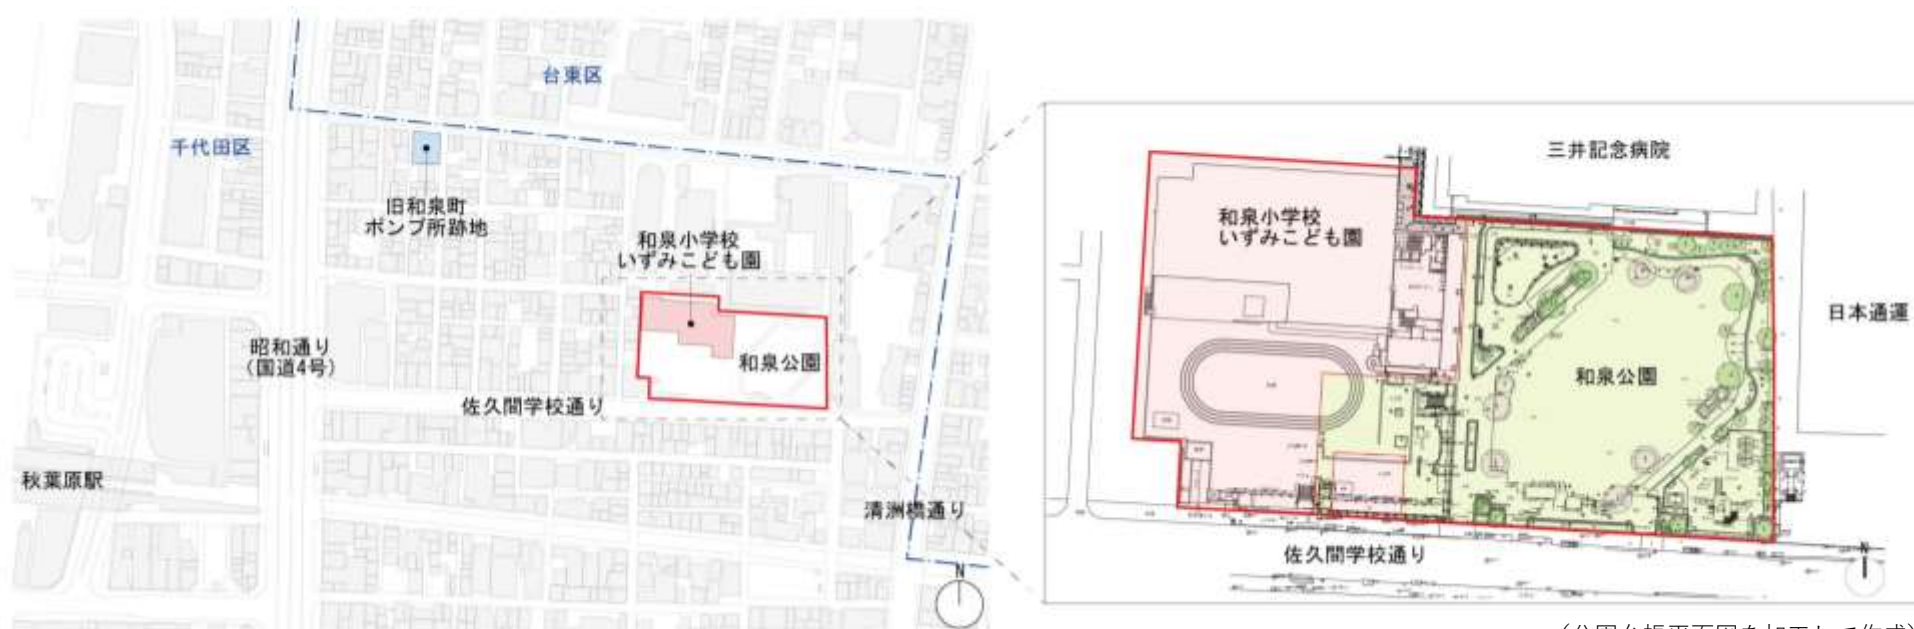 台東区
千代田区
旧和泉町
ポンプ所跡地
和泉小学校
いずみこども園
昭和通り
(国道4号)
和泉公園
佐久間学校通り
秋葉原駅
清洲橋通り
N
三井記念病院
和泉小学校
いずみこども園
日本通運
和泉公園
佐久間学校通り
N